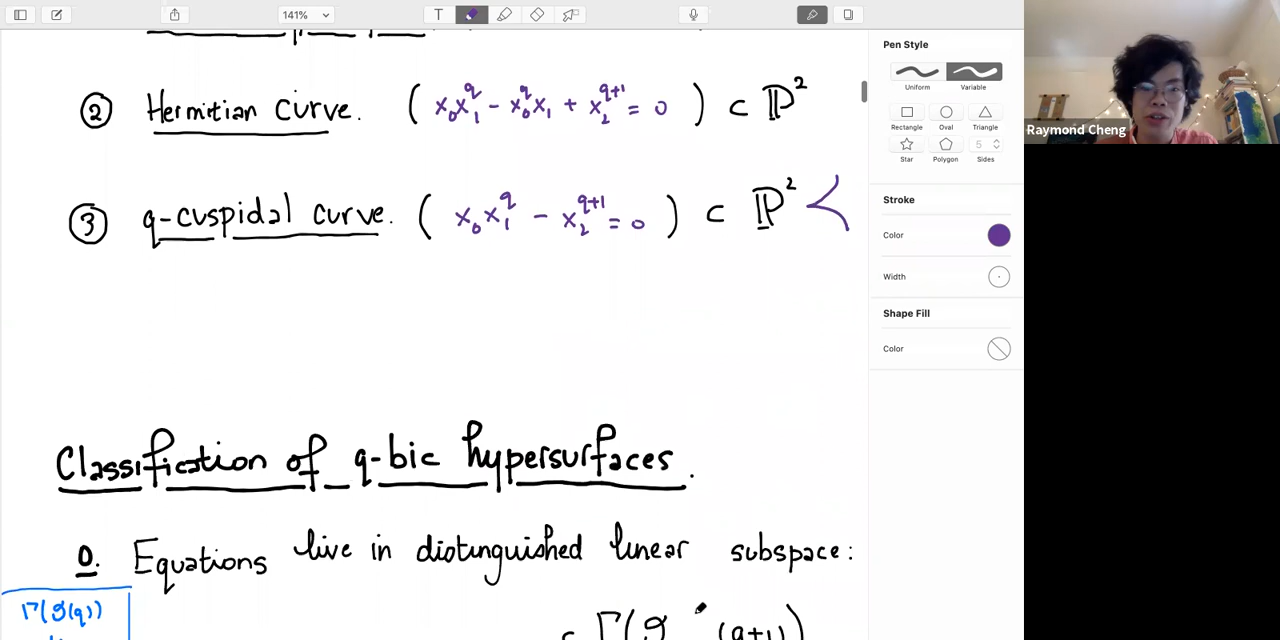 141%
T
② Hermitian curve. ( x₀x₁^q − x₀^q x₁ + x₂^{q+1} = 0 ) ⊂ ℙ²
③ q-cuspidal curve. ( x₀x₁^q − x₂^{q+1} = 0 ) ⊂ ℙ²
Classification of q-bic hypersurfaces.
0. Equations live in distinguished linear subspace:
Pen Style
Uniform Variable
Rectangle Oval Triangle
5
Star Polygon Sides
Stroke
Color
Width
Shape Fill
Color
Raymond Cheng